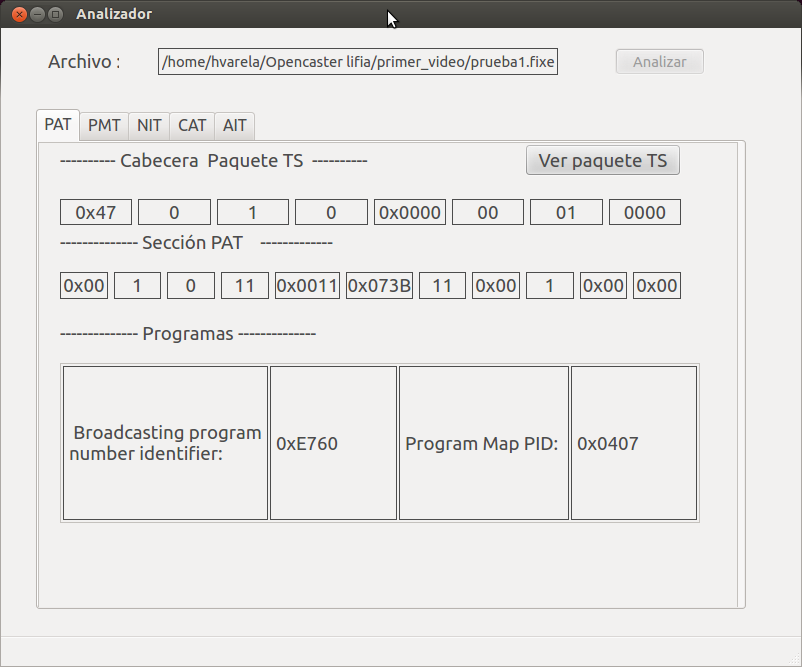 Analizador
Archivo : /home/hvarela/Opencaster lifia/primer_video/prueba1.fixe Analizar
PAT PMT NIT CAT AIT
---------- Cabecera Paquete TS ---------- Ver paquete TS
0x47 0 1 0 0x0000 00 01 0000
-------------- Sección PAT -------------
0x00 1 0 11 0x0011 0x073B 11 0x00 1 0x00 0x00
-------------- Programas --------------
Broadcasting program
number identifier: 0xE760 Program Map PID: 0x0407